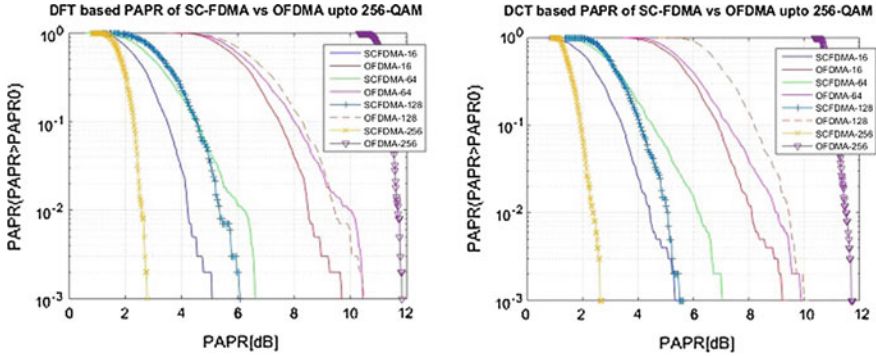 DFT based PAPR of SC-FDMA vs OFDMA upto 256-QAM
PAPR(PAPR>PAPR0)
10^0
10^-1
10^-2
10^-3
0 2 4 6 8 10 12
PAPR[dB]
SCFDMA-16
OFDMA-16
SCFDMA-64
OFDMA-64
SCFDMA-128
OFDMA-128
SCFDMA-256
OFDMA-256
DCT based PAPR of SC-FDMA vs OFDMA upto 256-QAM
PAPR(PAPR>PAPR0)
10^0
10^-1
10^-2
10^-3
0 2 4 6 8 10 12
PAPR[dB]
SCFDMA-16
OFDMA-16
SCFDMA-64
OFDMA-64
SCFDMA-128
OFDMA-128
SCFDMA-256
OFDMA-256